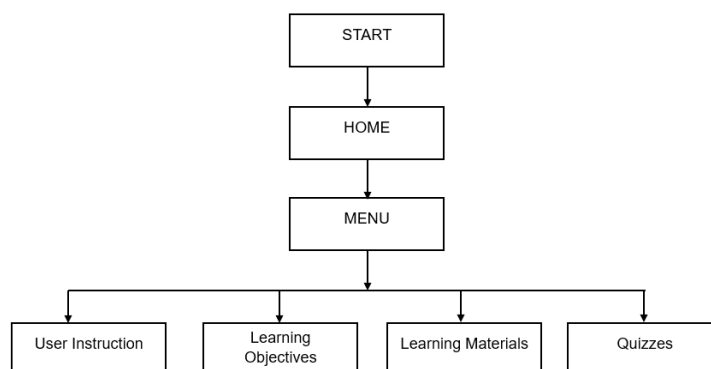 START
HOME
MENU
User Instruction
Learning
Objectives
Learning Materials
Quizzes